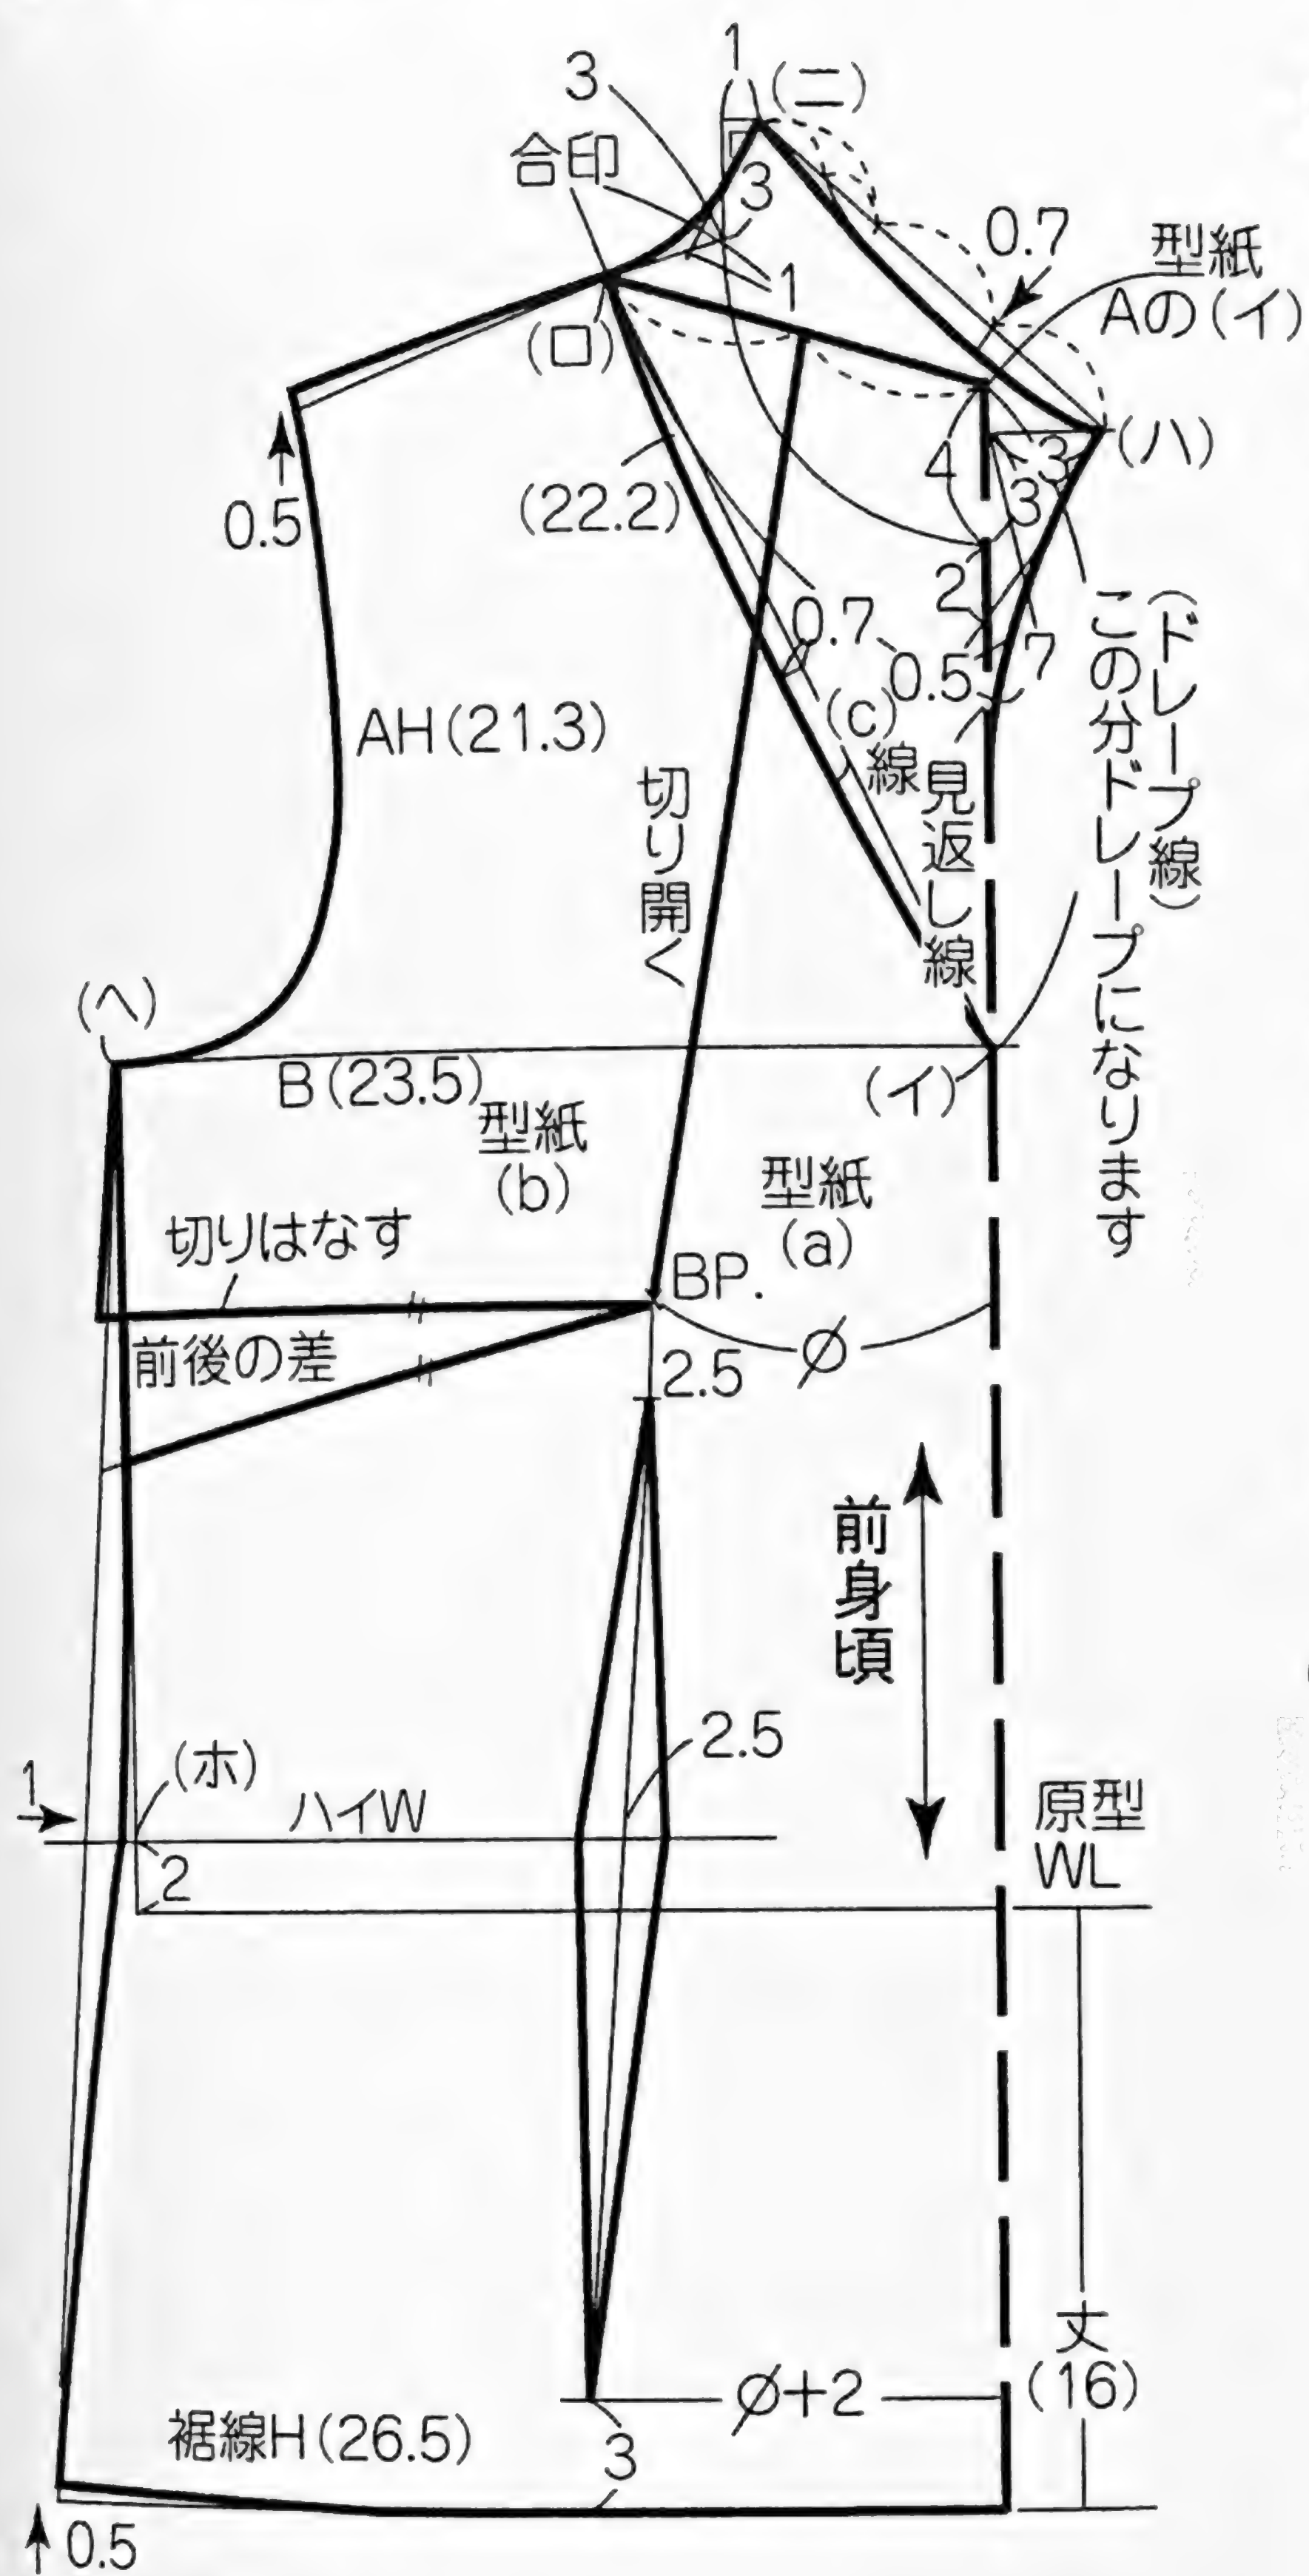 1
(ニ)
3
合印
3
0.7
型紙
Aの(イ)
1
(ロ)
(ハ)
4
3
3
0.5
(22.2)
2
0.7
0.5
7
(c)
線
見返し線
(ドレープ線)
この分ドレープになります
AH(21.3)
切り開く
(ヘ)
B(23.5)
(イ)
型紙
(b)
型紙
(a)
切りはなす
BP.
前後の差
2.5
Ø
前身頃
2.5
1
(ホ)
ハイW
原型
WL
2
丈
(16)
Ø+2
裾線H(26.5)
3
0.5